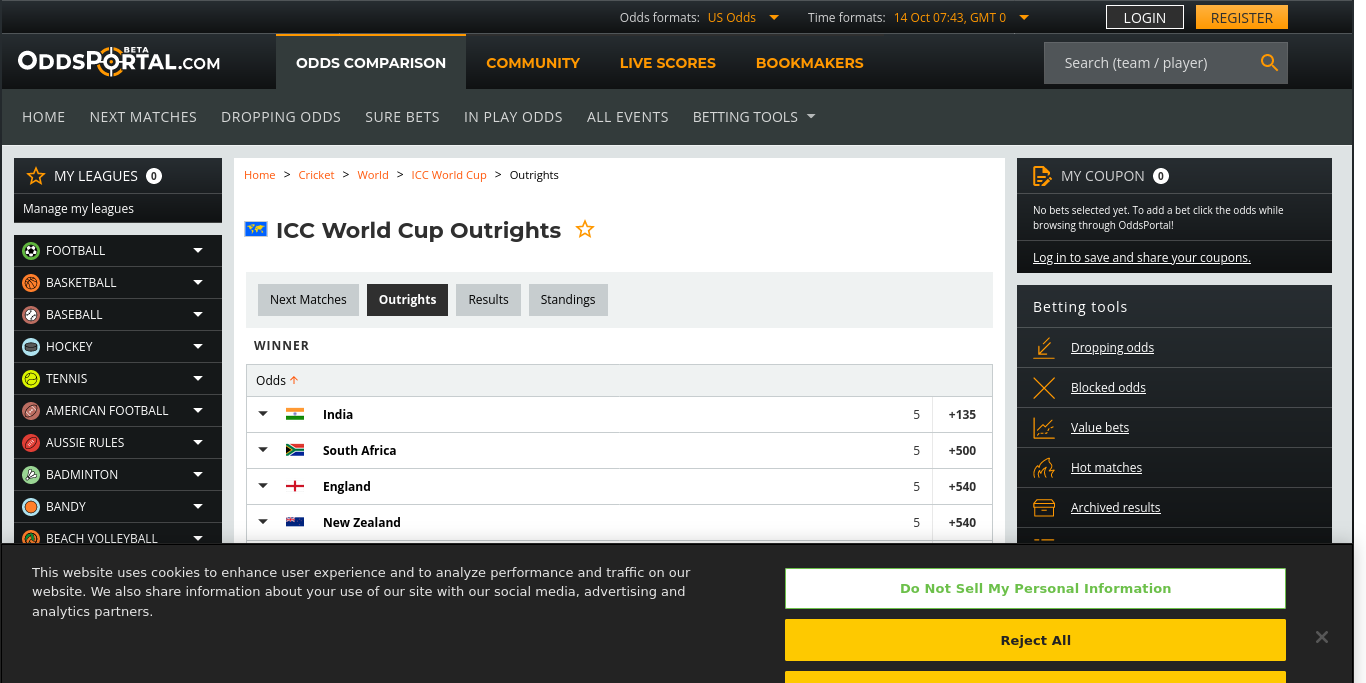 Odds formats: US Odds Time formats: 14 Oct 07:43, GMT 0 LOGIN REGISTER
ODDSPORTAL.COM BETA
ODDS COMPARISON COMMUNITY LIVE SCORES BOOKMAKERS
Search (team / player)
HOME NEXT MATCHES DROPPING ODDS SURE BETS IN PLAY ODDS ALL EVENTS BETTING TOOLS
MY LEAGUES 0
Manage my leagues
FOOTBALL
BASKETBALL
BASEBALL
HOCKEY
TENNIS
AMERICAN FOOTBALL
AUSSIE RULES
BADMINTON
BANDY
BEACH VOLLEYBALL
Home > Cricket > World > ICC World Cup > Outrights
ICC World Cup Outrights
Next Matches Outrights Results Standings
WINNER
Odds
India 5 +135
South Africa 5 +500
England 5 +540
New Zealand 5 +540
MY COUPON 0
No bets selected yet. To add a bet click the odds while
browsing through OddsPortal!
Log in to save and share your coupons.
Betting tools
Dropping odds
Blocked odds
Value bets
Hot matches
Archived results
This website uses cookies to enhance user experience and to analyze performance and traffic on our
website. We also share information about your use of our site with our social media, advertising and
analytics partners.
Do Not Sell My Personal Information
Reject All